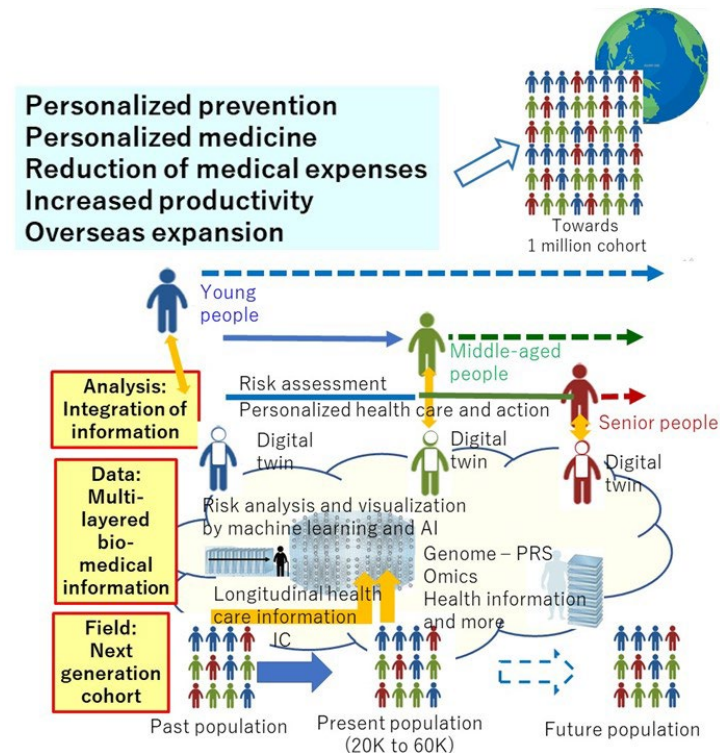 Personalized prevention
Personalized medicine
Reduction of medical expenses
Increased productivity
Overseas expansion
Towards
1 million cohort
Young
people
Middle-aged
people
Analysis:
Integration of
information
Risk assessment
Personalized health care and action
Senior people
Digital
twin
Digital
twin
Digital
twin
Data:
Multi-
layered
bio-
medical
information
Risk analysis and visualization
by machine learning and AI
Genome – PRS
Omics
Health information
and more
Longitudinal health
care information
IC
Field:
Next
generation
cohort
Past population
Present population
(20K to 60K)
Future population